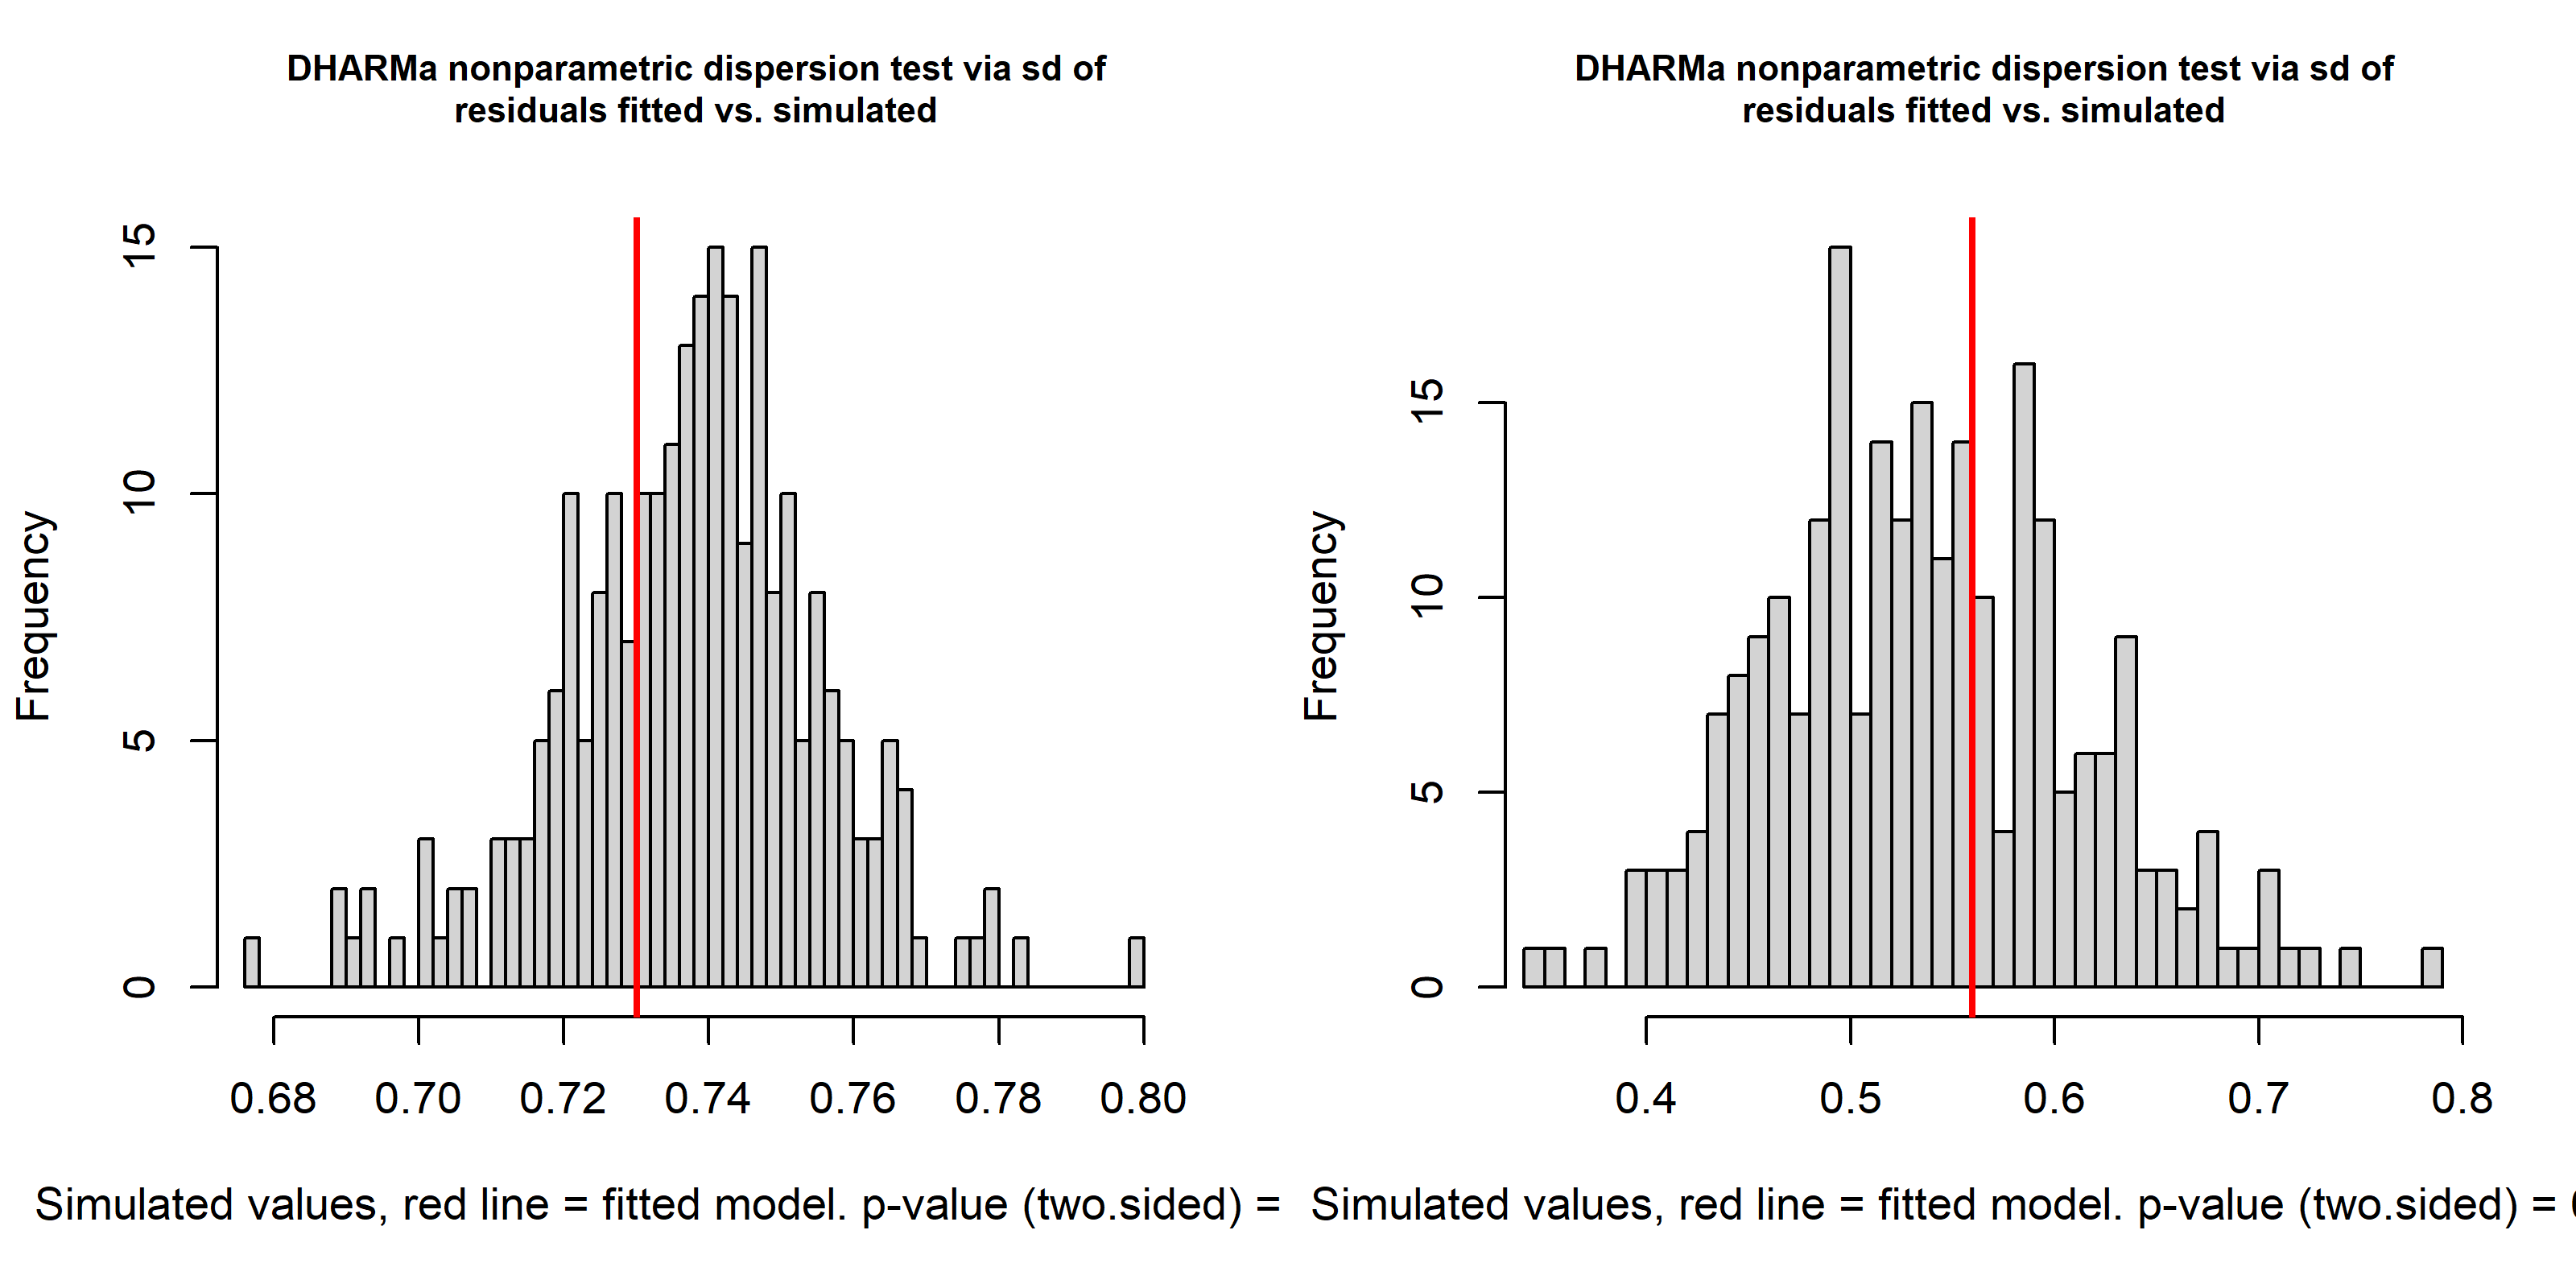 DHARMa nonparametric dispersion test via sd of
residuals fitted vs. simulated
Frequency
15
10
5
0
0.68 0.70 0.72 0.74 0.76 0.78 0.80
Simulated values, red line = fitted model. p-value (two.sided) =
DHARMa nonparametric dispersion test via sd of
residuals fitted vs. simulated
Frequency
15
10
5
0
0.4 0.5 0.6 0.7 0.8
Simulated values, red line = fitted model. p-value (two.sided) =